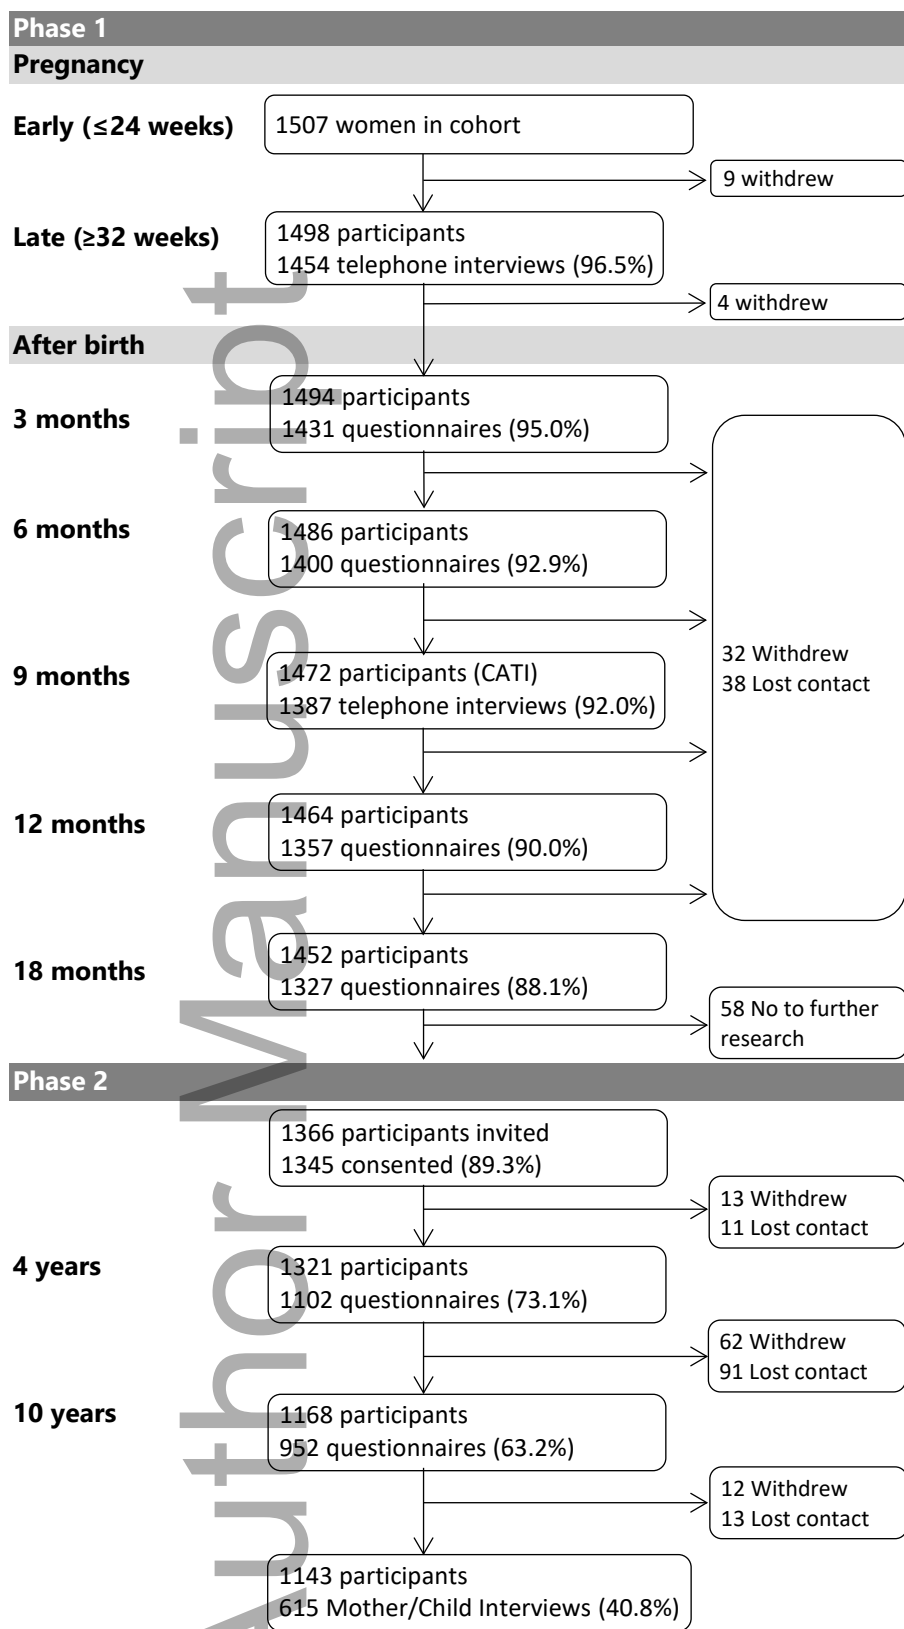 Phase 1
Pregnancy
Early (≤24 weeks)
1507 women in cohort
9 withdrew
Late (≥32 weeks)
1498 participants
1454 telephone interviews (96.5%)
4 withdrew
After birth
3 months
1494 participants
1431 questionnaires (95.0%)
6 months
1486 participants
1400 questionnaires (92.9%)
9 months
1472 participants (CATI)
1387 telephone interviews (92.0%)
32 Withdrew
38 Lost contact
12 months
1464 participants
1357 questionnaires (90.0%)
18 months
1452 participants
1327 questionnaires (88.1%)
58 No to further
research
Phase 2
1366 participants invited
1345 consented (89.3%)
13 Withdrew
11 Lost contact
4 years
1321 participants
1102 questionnaires (73.1%)
62 Withdrew
91 Lost contact
10 years
1168 participants
952 questionnaires (63.2%)
12 Withdrew
13 Lost contact
1143 participants
615 Mother/Child Interviews (40.8%)
Author Manuscript